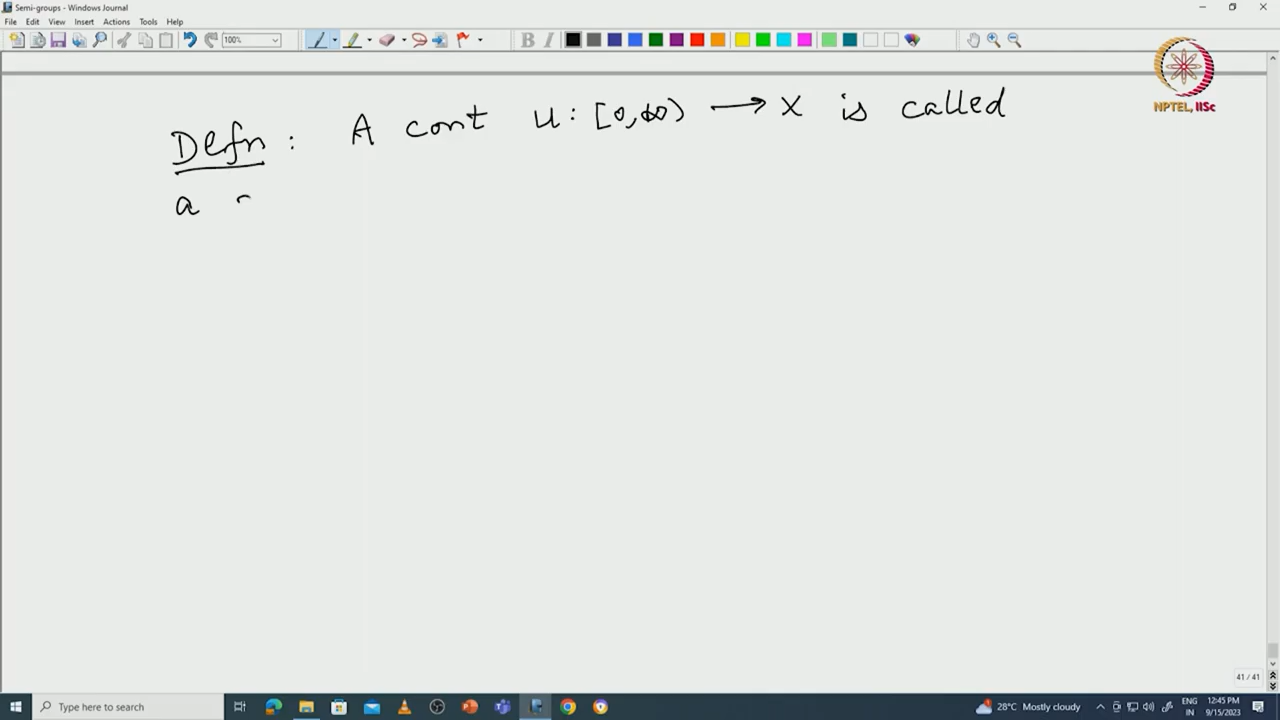 Semi-groups - Windows Journal
File Edit View Insert Actions Tools Help
100%
B I
NPTEL, IISc
Defn : A cont u : [0,∞) → X is called
a
41 / 41
Type here to search
28°C Mostly cloudy
ENG
IN
12:45 PM
9/15/2023